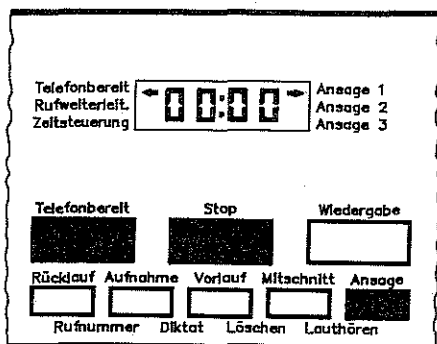 Telefonbereit 00:00 Ansage 1
Rufweiterleit. Ansage 2
Zeitsteuerung Ansage 3
Telefonbereit Stop Wiedergabe
Rücklauf Aufnahme Vorlauf Mitschnitt Ansage
Rufnummer Diktat Löschen Lauthören